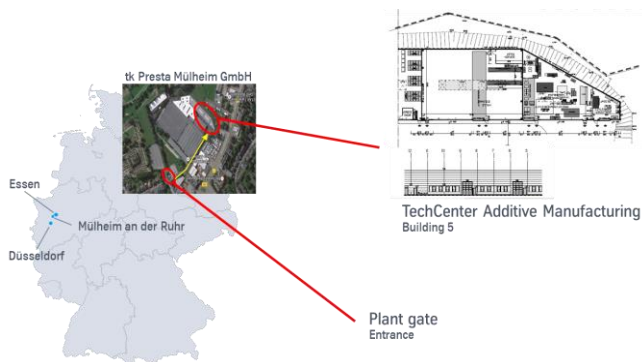 tk Presta Mülheim GmbH
Essen
Mülheim an der Ruhr
Düsseldorf
TechCenter Additive Manufacturing
Building 5
Plant gate
Entrance